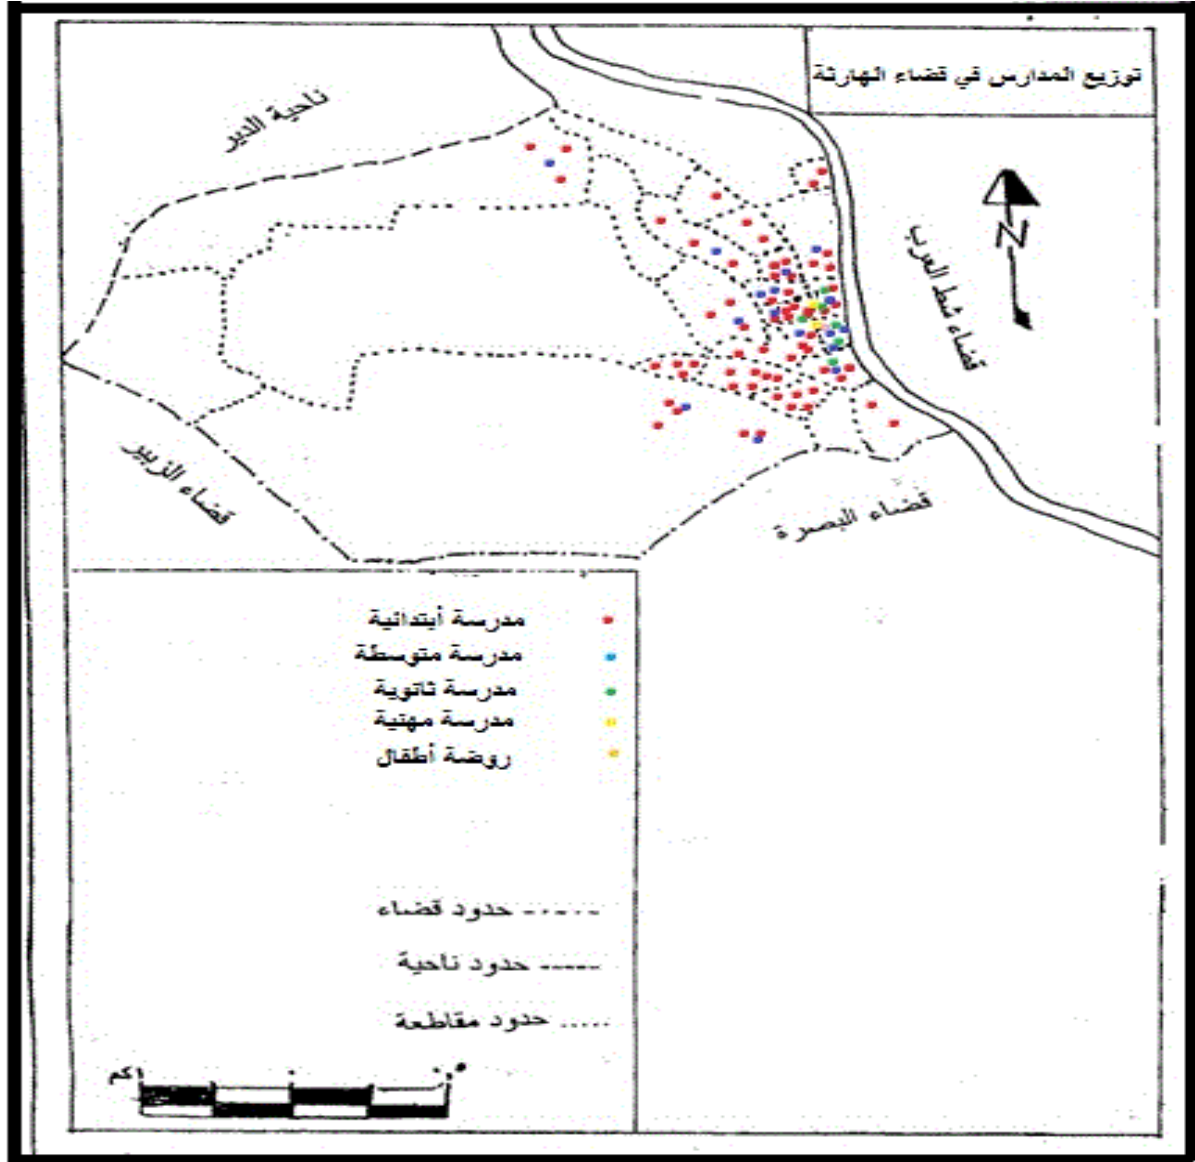 توزيع المدارس في قضاء الهارثة
ناحية الدير
قضاء شط العرب
N
قضاء الزبير
قضاء البصرة
مدرسة أبتدائية
مدرسة متوسطة
مدرسة ثانوية
مدرسة مهنية
روضة أطفال
حدود قضاء
حدود ناحية
حدود مقاطعة
١كم